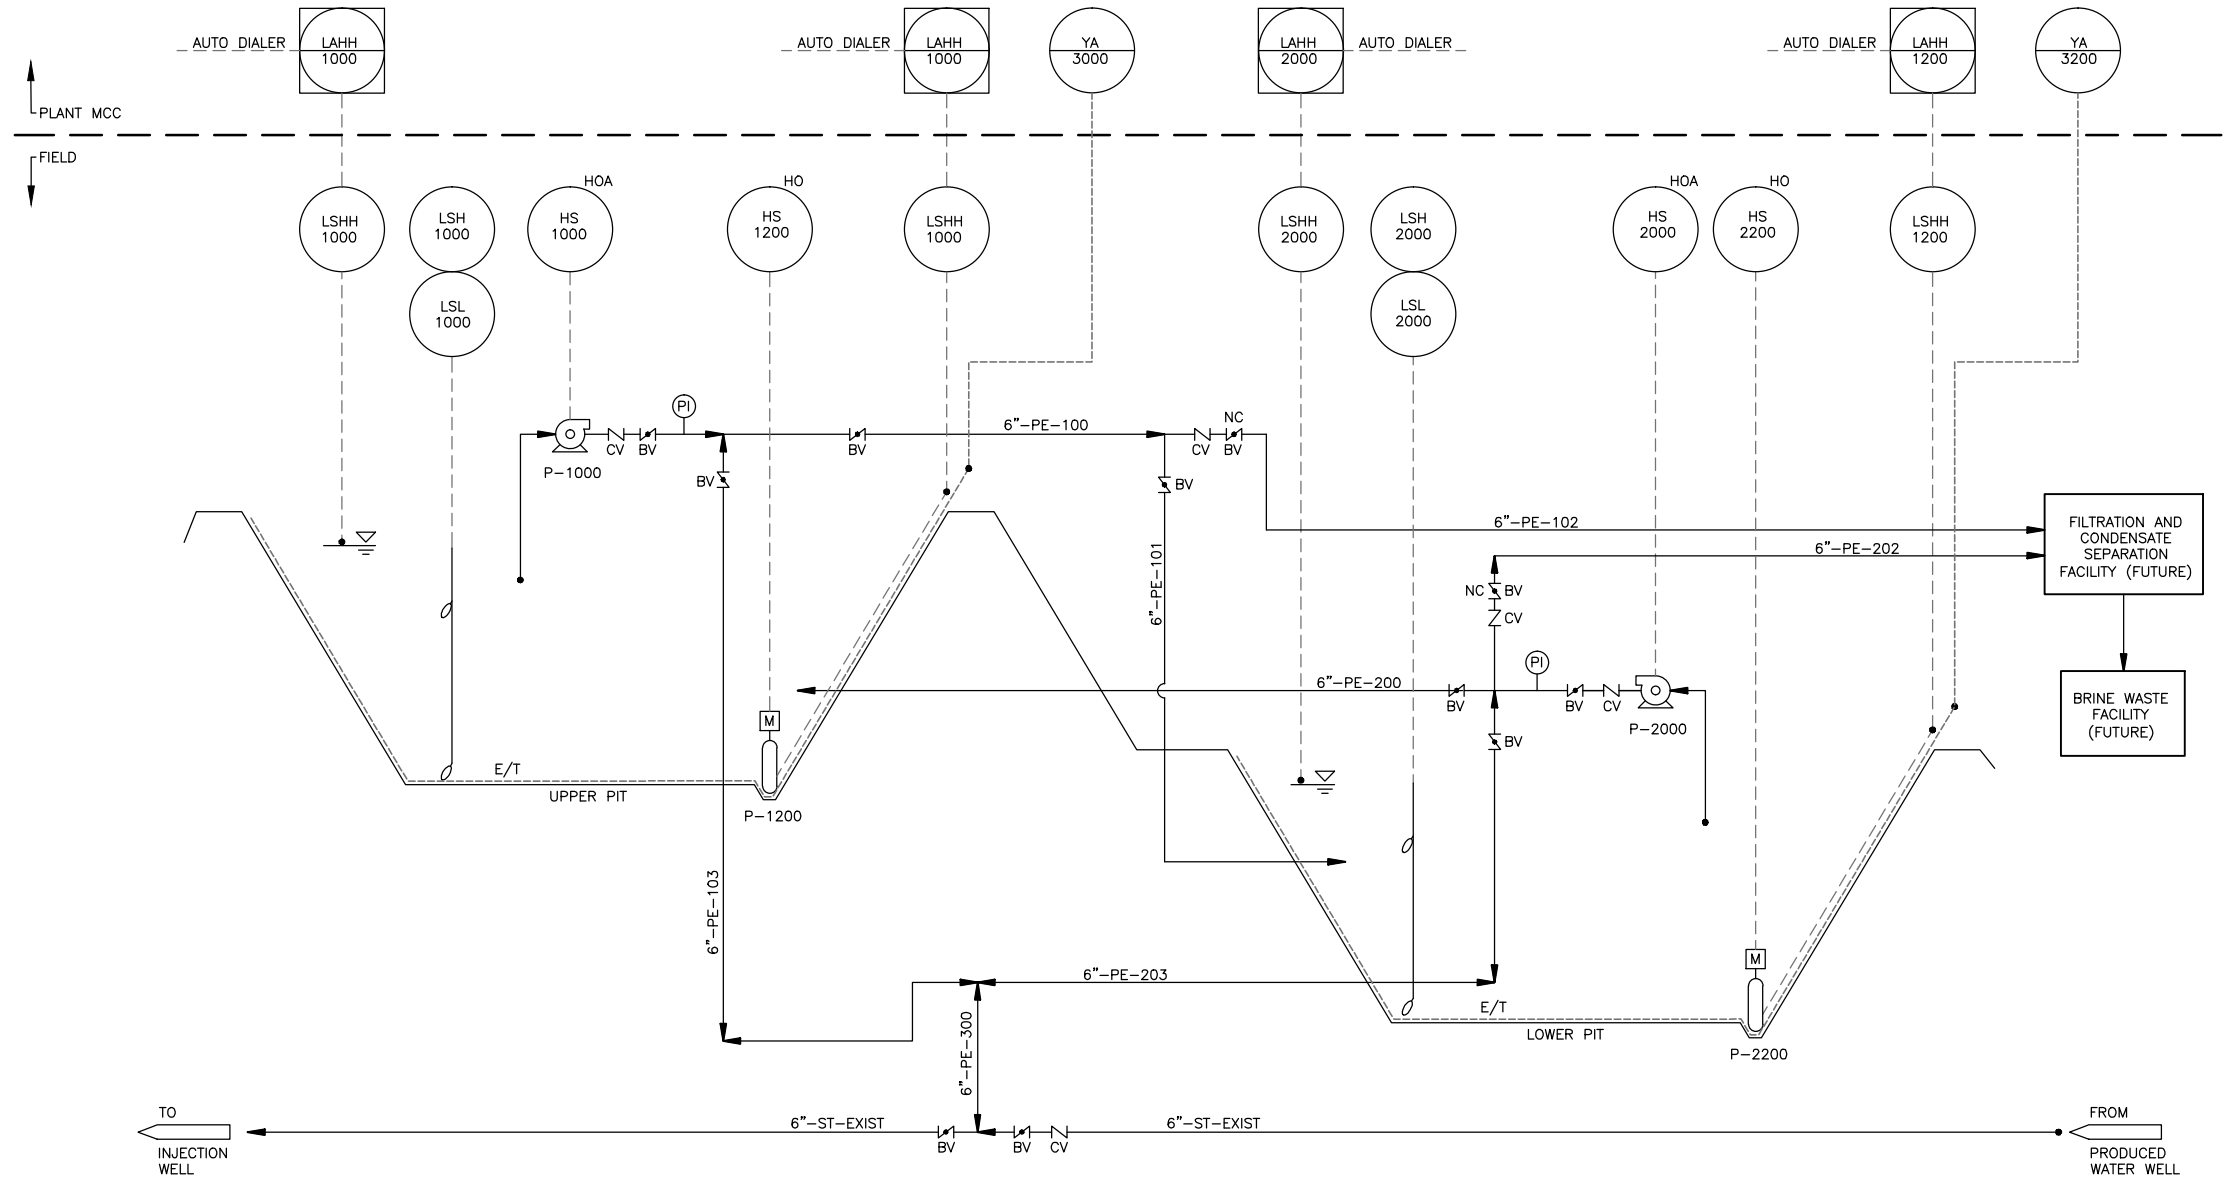 AUTO DIALER
LAHH
1000
AUTO DIALER
LAHH
1000
YA
3000
LAHH
2000
AUTO DIALER
AUTO DIALER
LAHH
1200
YA
3200
PLANT MCC
FIELD
LSHH
1000
LSH
1000
LSL
1000
HOA
HS
1000
HO
HS
1200
LSHH
1000
LSHH
2000
LSH
2000
LSL
2000
HOA
HS
2000
HO
HS
2200
LSHH
1200
PI
CV
BV
P-1000
BV
BV
6"-PE-100
NC
CV
BV
BV
6"-PE-102
6"-PE-101
6"-PE-202
NC
BV
CV
FILTRATION AND
CONDENSATE
SEPARATION
FACILITY (FUTURE)
PI
6"-PE-200
BV
BV
CV
P-2000
BV
BRINE WASTE
FACILITY
(FUTURE)
M
E/T
UPPER PIT
P-1200
6"-PE-103
M
6"-PE-203
E/T
LOWER PIT
P-2200
6"-PE-300
TO
INJECTION
WELL
6"-ST-EXIST
BV
BV
CV
6"-ST-EXIST
FROM
PRODUCED
WATER WELL